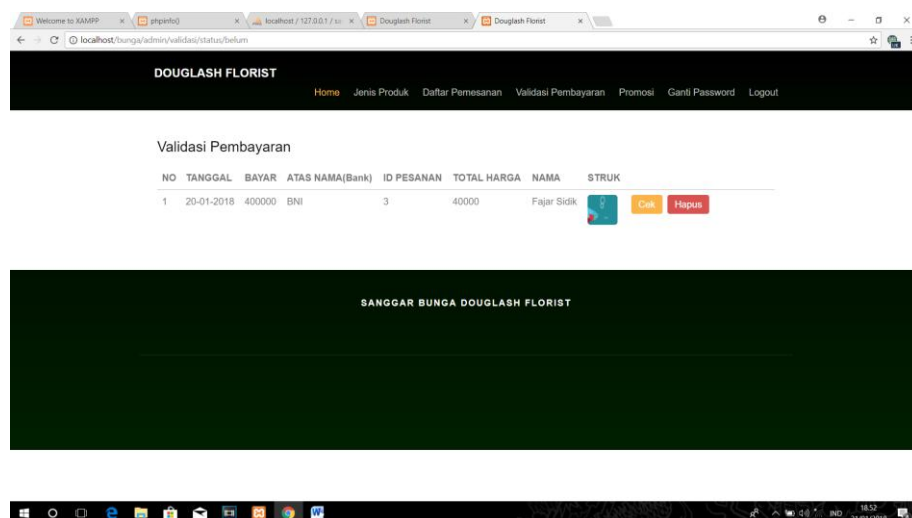 Welcome to XAMPP
phpinfo()
localhost / 127.0.0.1 /
Douglash Florist
Douglash Florist
localhost/bunga/admin/validasi/status/belum
DOUGLASH FLORIST
Home Jenis Produk Daftar Pemesanan Validasi Pembayaran Promosi Ganti Password Logout
Validasi Pembayaran
NO TANGGAL BAYAR ATAS NAMA(Bank) ID PESANAN TOTAL HARGA NAMA STRUK
1 20-01-2018 400000 BNI 3 40000 Fajar Sidik Cek Hapus
SANGGAR BUNGA DOUGLASH FLORIST
IND
18.52